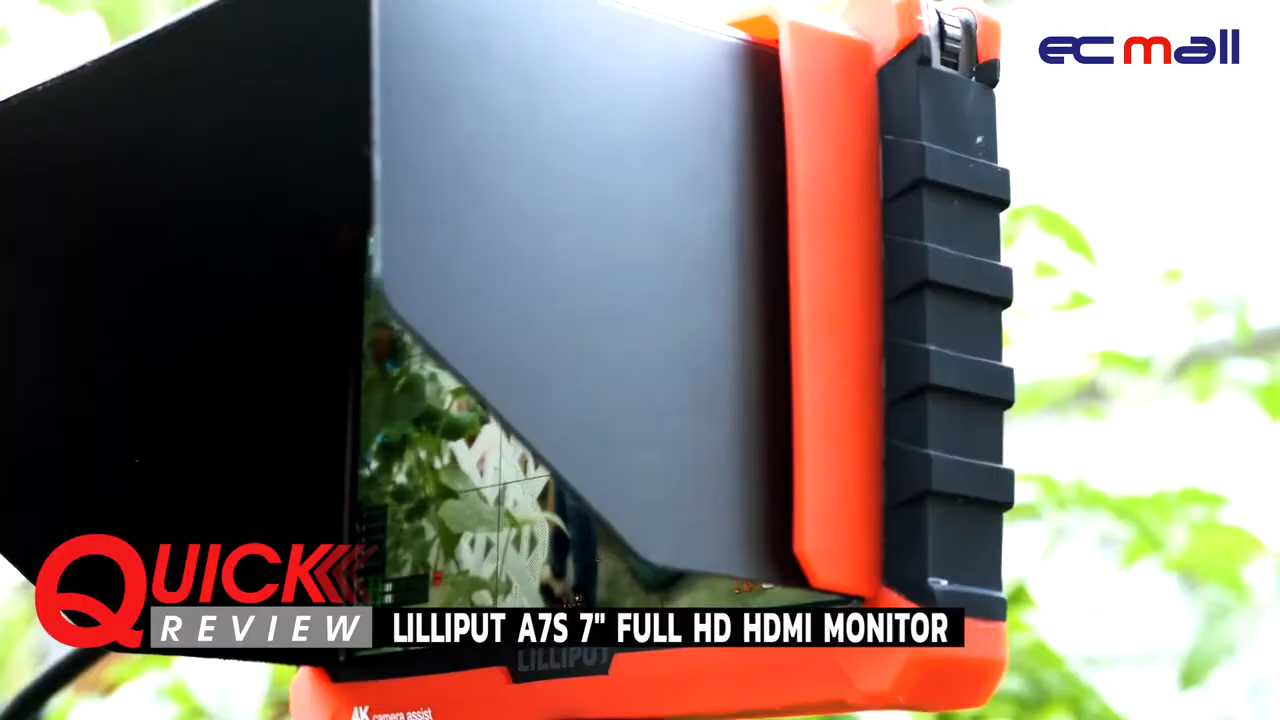 ec mall
QUICK
REVIEW
LILLIPUT A7S 7" FULL HD HDMI MONITOR
LILLIPUT
4K camera assist